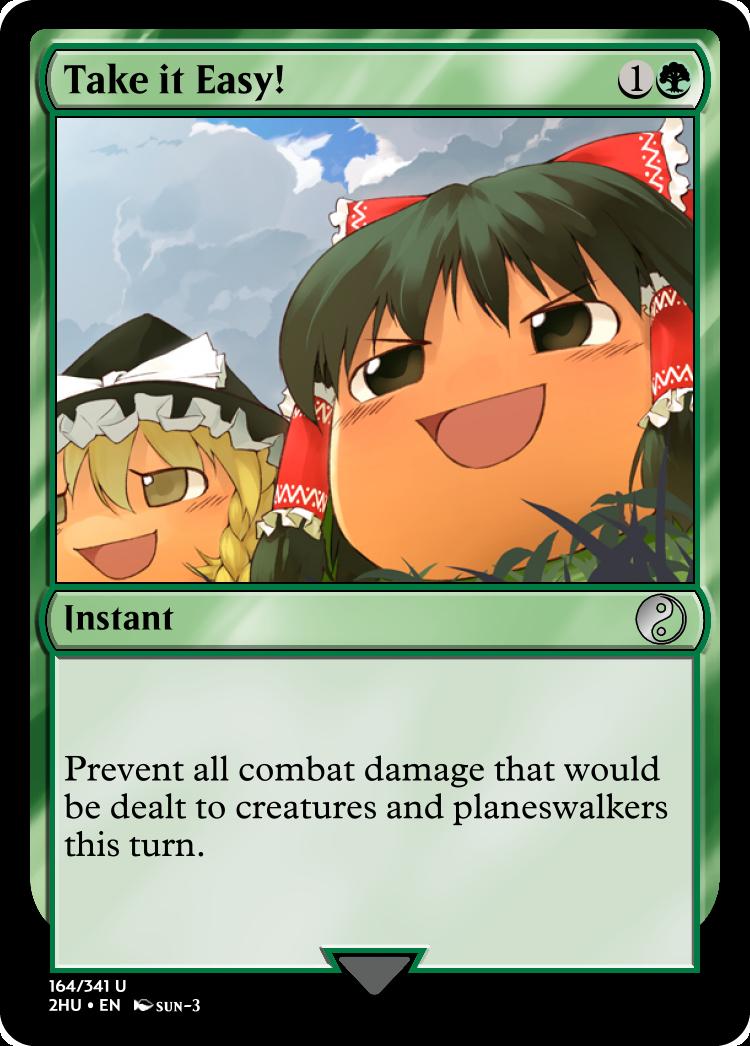 Take it Easy! 1
Instant
Prevent all combat damage that would
be dealt to creatures and planeswalkers
this turn.
164/341 U
2HU • EN SUN-3